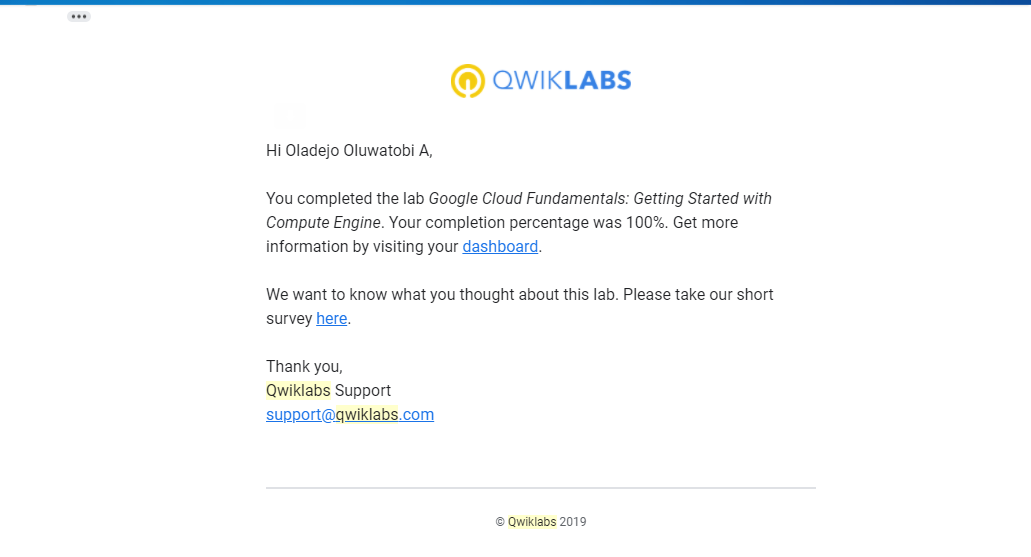 QWIKLABS
Hi Oladejo Oluwatobi A,
You completed the lab Google Cloud Fundamentals: Getting Started with
Compute Engine. Your completion percentage was 100%. Get more
information by visiting your dashboard.
We want to know what you thought about this lab. Please take our short
survey here.
Thank you,
Qwiklabs Support
support@qwiklabs.com
© Qwiklabs 2019